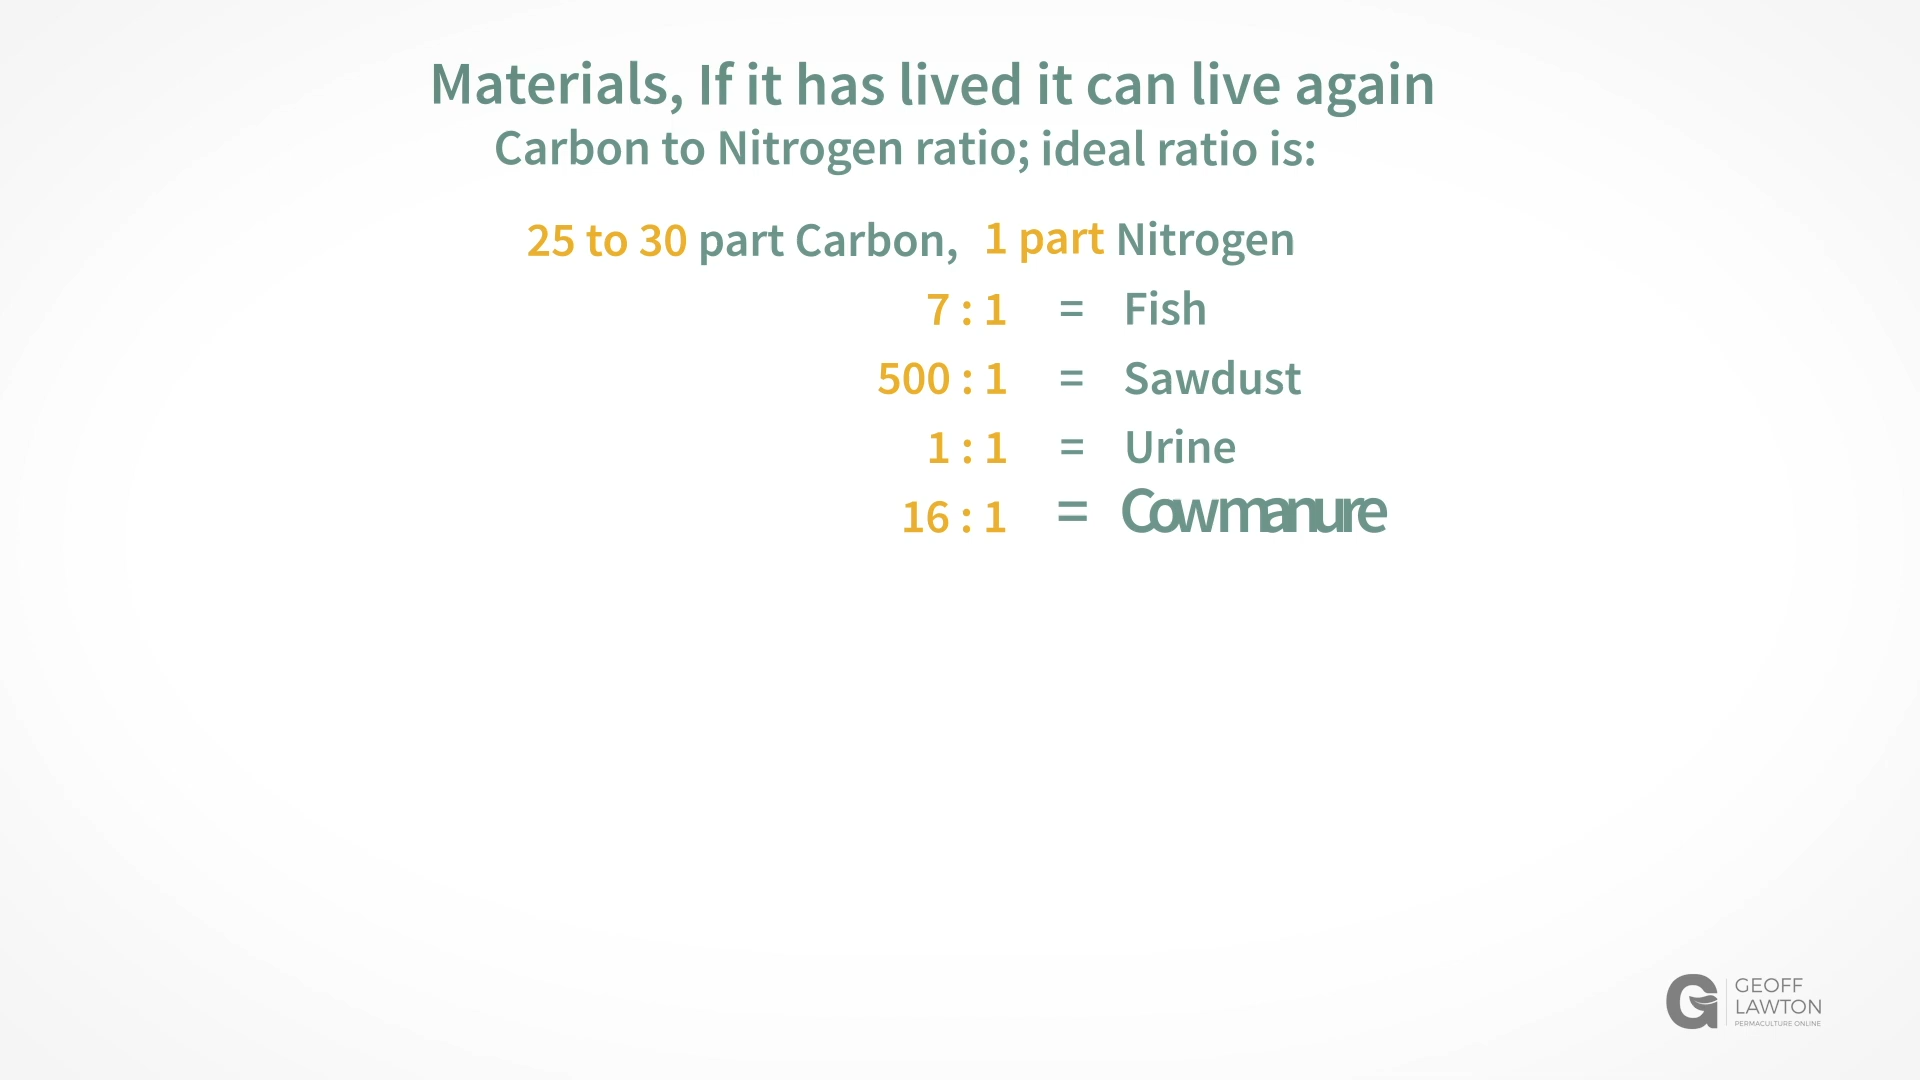 Materials, If it has lived it can live again
Carbon to Nitrogen ratio; ideal ratio is:
25 to 30 part Carbon, 1 part Nitrogen
7 : 1 = Fish
500 : 1 = Sawdust
1 : 1 = Urine
16 : 1 = Cow manure
G GEOFF
LAWTON
PERMACULTURE ONLINE